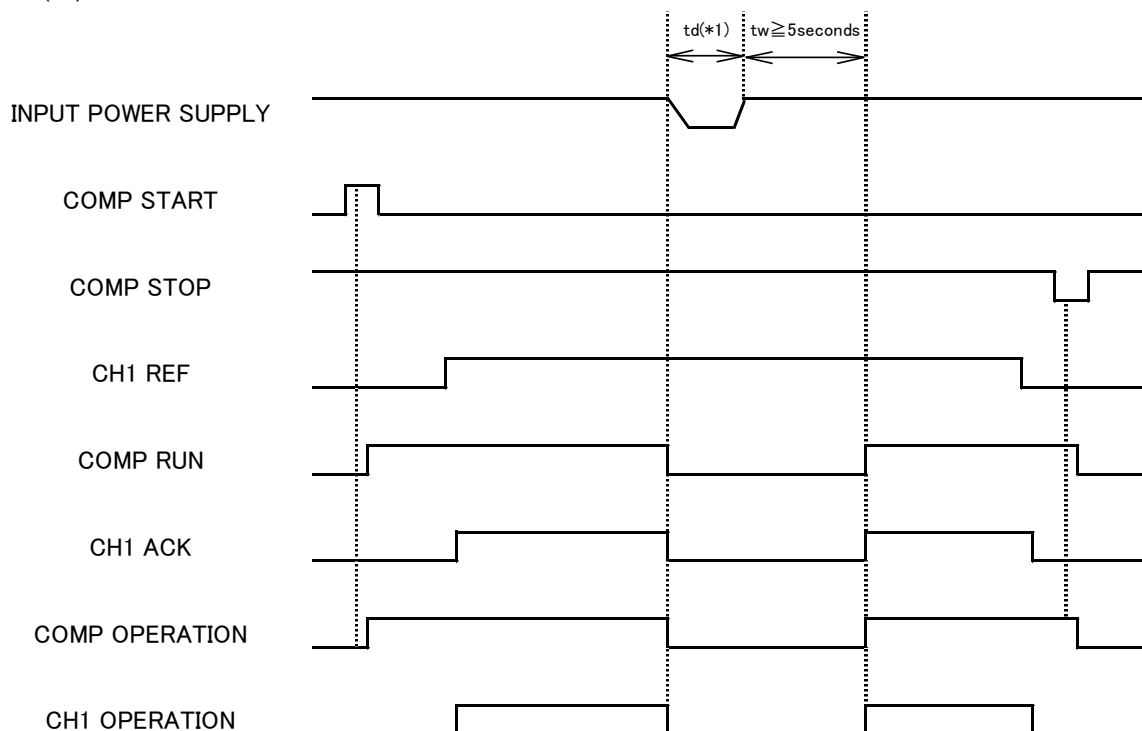 td(*1) tw≧5seconds
INPUT POWER SUPPLY
COMP START
COMP STOP
CH1 REF
COMP RUN
CH1 ACK
COMP OPERATION
CH1 OPERATION